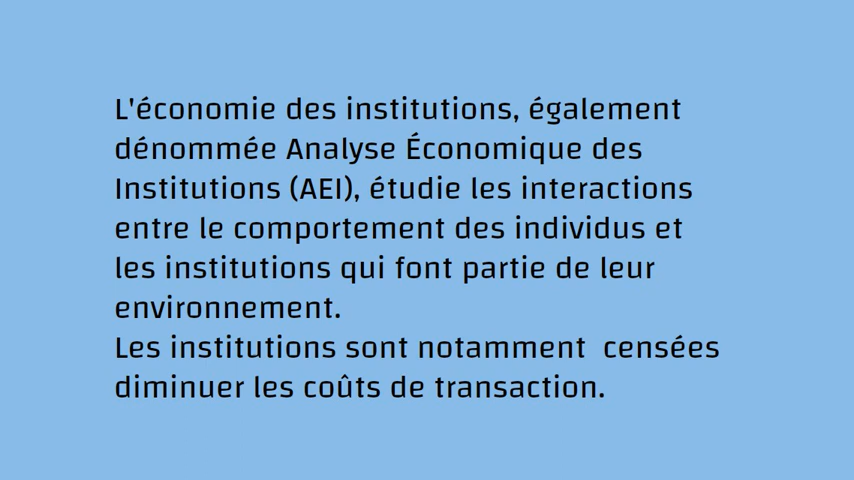 L'économie des institutions, également
dénommée Analyse Économique des
Institutions (AEI), étudie les interactions
entre le comportement des individus et
les institutions qui font partie de leur
environnement.
Les institutions sont notamment  censées
diminuer les coûts de transaction.